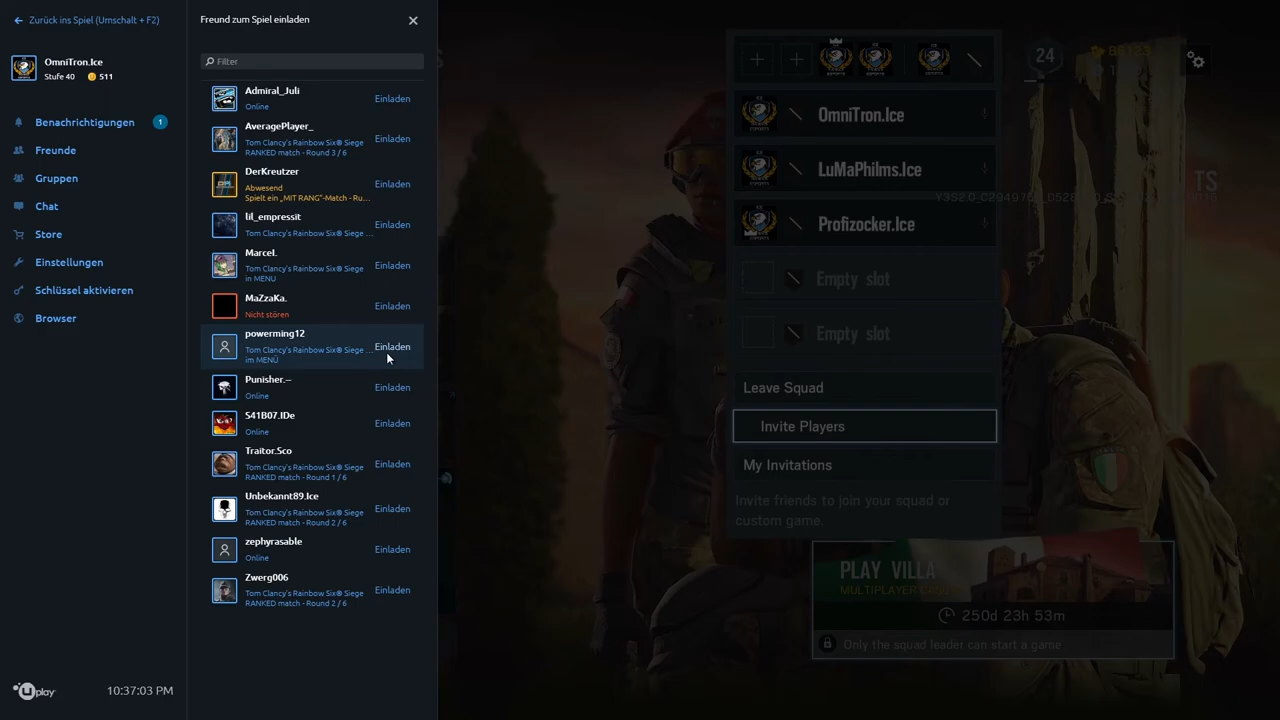 Zurück ins Spiel (Umschalt + F2)
OmniTron.Ice
Stufe 40 511
Benachrichtigungen 1
Freunde
Gruppen
Chat
Store
Einstellungen
Schlüssel aktivieren
Browser
uplay
10:37:03 PM
Freund zum Spiel einladen
Filter
Admiral_Juli
Online
Einladen
AveragePlayer_
Tom Clancy's Rainbow Six® Siege
RANKED match - Round 3 / 6
Einladen
DerKreutzer
Abwesend
Spielt ein „MIT RANG"-Match - Ru...
Einladen
lil_empressit
Tom Clancy's Rainbow Six® Siege ...
Einladen
Marcel.
Tom Clancy's Rainbow Six® Siege
in MENU
Einladen
MaZzaKa.
Nicht stören
Einladen
powerming12
Tom Clancy's Rainbow Six® Siege ...
im MENÜ
Einladen
Punisher.--
Online
Einladen
S41B07.IDe
Online
Einladen
Traitor.Sco
Tom Clancy's Rainbow Six® Siege
RANKED match - Round 1 / 6
Einladen
Unbekannt89.Ice
Tom Clancy's Rainbow Six® Siege
RANKED match - Round 2 / 6
Einladen
zephyrasable
Online
Einladen
Zwerg006
Tom Clancy's Rainbow Six® Siege
RANKED match - Round 2 / 6
Einladen
24
OmniTron.Ice
LuMaPhilms.Ice
Profizocker.Ice
Empty slot
Empty slot
Leave Squad
Invite Players
My Invitations
Invite friends to join your squad or
custom game.
PLAY VILLA
250d 23h 53m
Only the squad leader can start a game